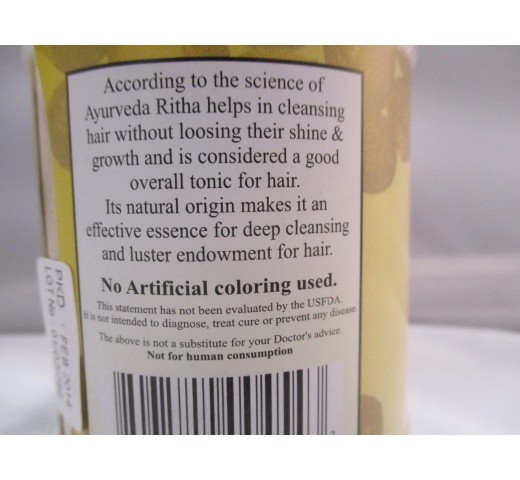 According to the science of
Ayurveda Ritha helps in cleansing
hair without loosing their shine &
growth and is considered a good
overall tonic for hair.
Its natural origin makes it an
effective essence for deep cleansing
and luster endowment for hair.
No Artificial coloring used.
This statement has not been evaluated by the USFDA.
It is not intended to diagnose, treat cure or prevent any disease.
The above is not a substitute for your Doctor's advice.
Not for human consumption
PKD . FEB-2014
LOT No